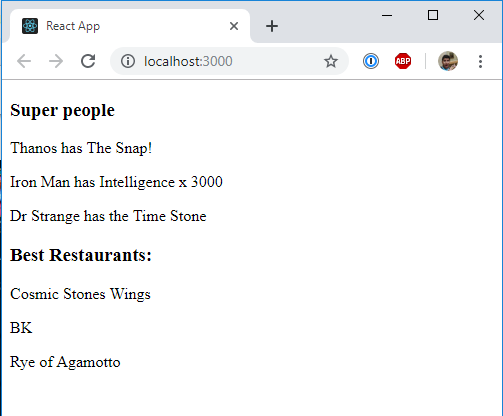 React App
localhost:3000
ABP
Super people
Thanos has The Snap!
Iron Man has Intelligence x 3000
Dr Strange has the Time Stone
Best Restaurants:
Cosmic Stones Wings
BK
Rye of Agamotto